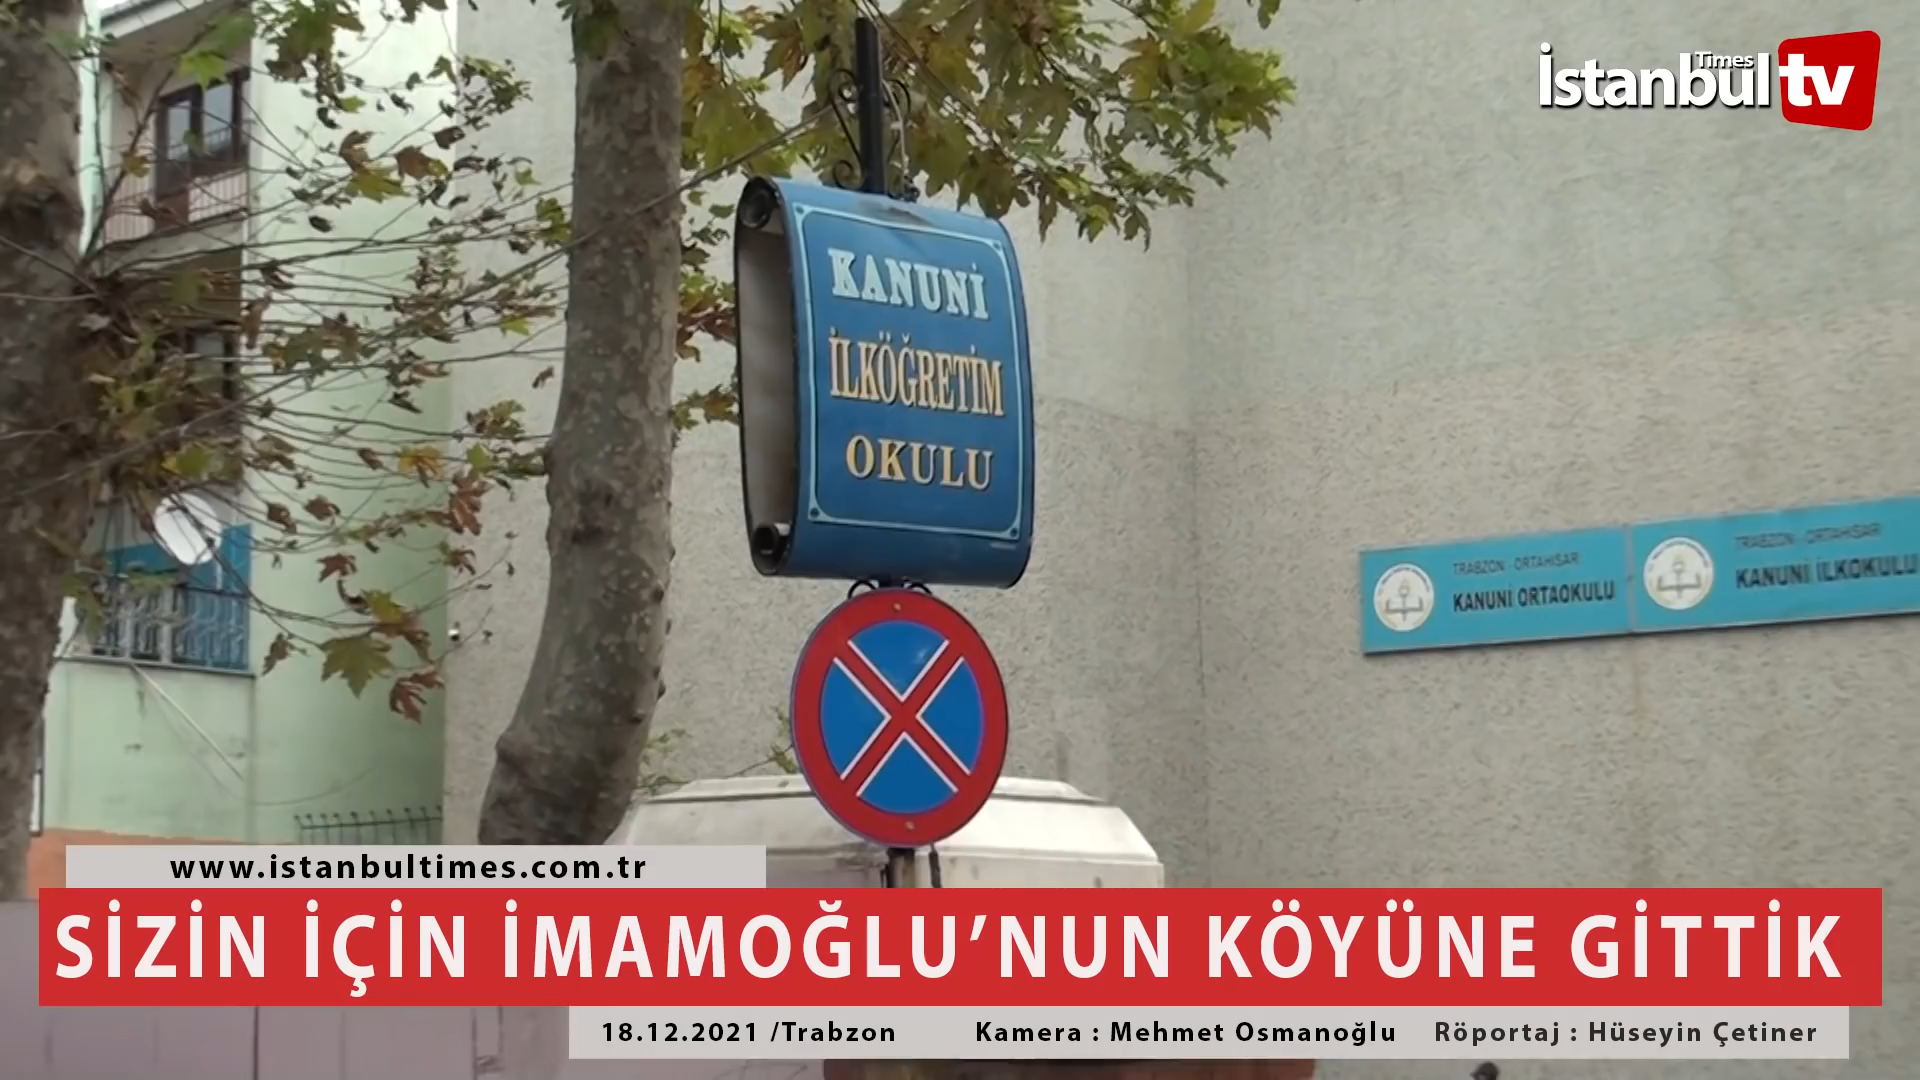 Times
İstanbul tv
KANUNİ
İLKÖĞRETİM
OKULU
TRABZON - ORTAHİSAR
KANUNİ ORTAOKULU
TRABZON - ORTAHİSAR
KANUNİ İLKOKULU
www.istanbultimes.com.tr
SİZİN İÇİN İMAMOĞLU’NUN KÖYÜNE GİTTİK
18.12.2021 /Trabzon Kamera : Mehmet Osmanoğlu Röportaj : Hüseyin Çetiner